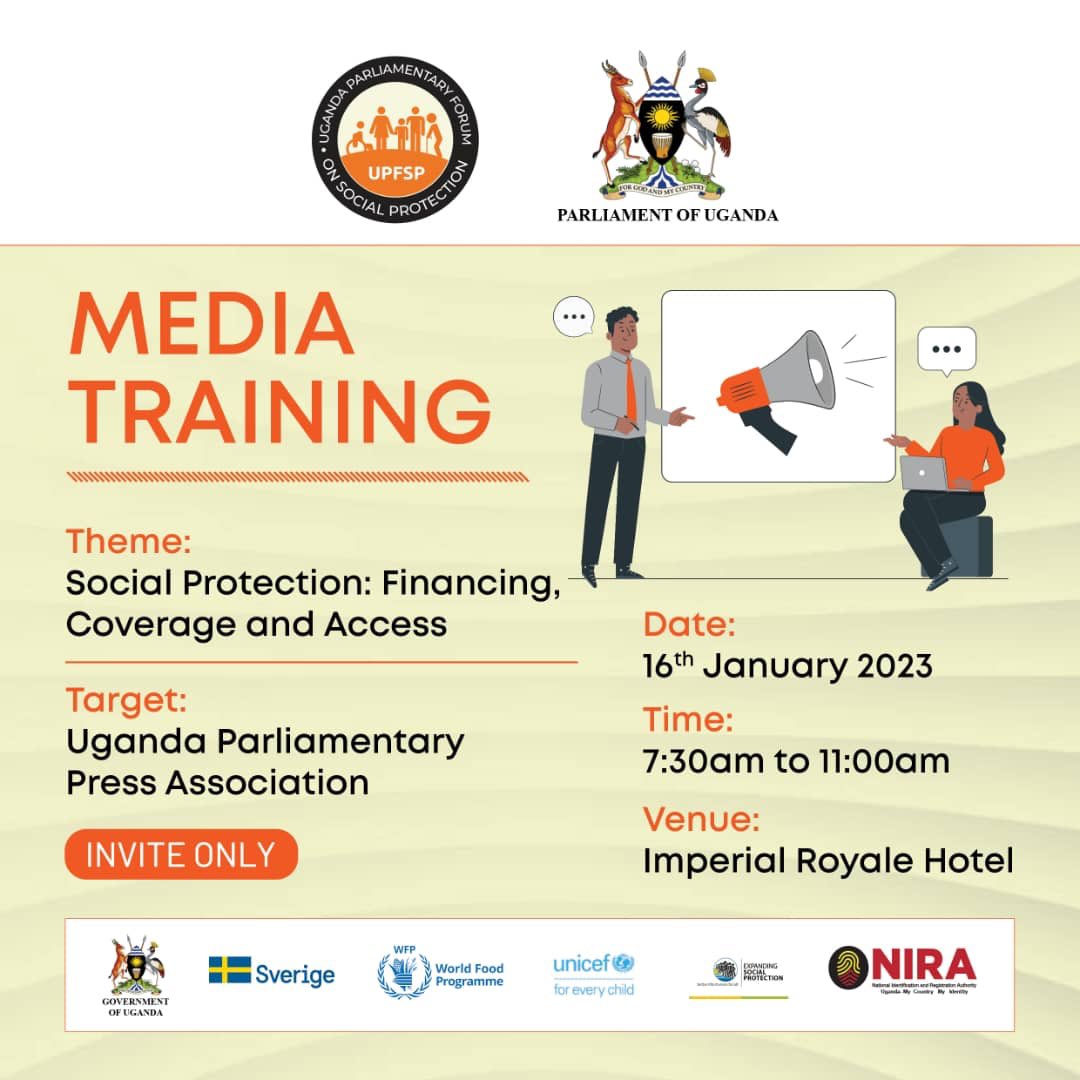 UGANDA PARLIAMENTARY FORUM
ON SOCIAL PROTECTION
UPFSP
FOR GOD AND MY COUNTRY
PARLIAMENT OF UGANDA
MEDIA
TRAINING
Theme:
Social Protection: Financing,
Coverage and Access
Target:
Uganda Parliamentary
Press Association
INVITE ONLY
Date:
16th January 2023
Time:
7:30am to 11:00am
Venue:
Imperial Royale Hotel
GOVERNMENT
OF UGANDA
Sverige
WFP
World Food
Programme
unicef
for every child
EXPANDING
SOCIAL
PROTECTION
NIRA
National Identification and Registration Authority
Uganda My Country My Identity